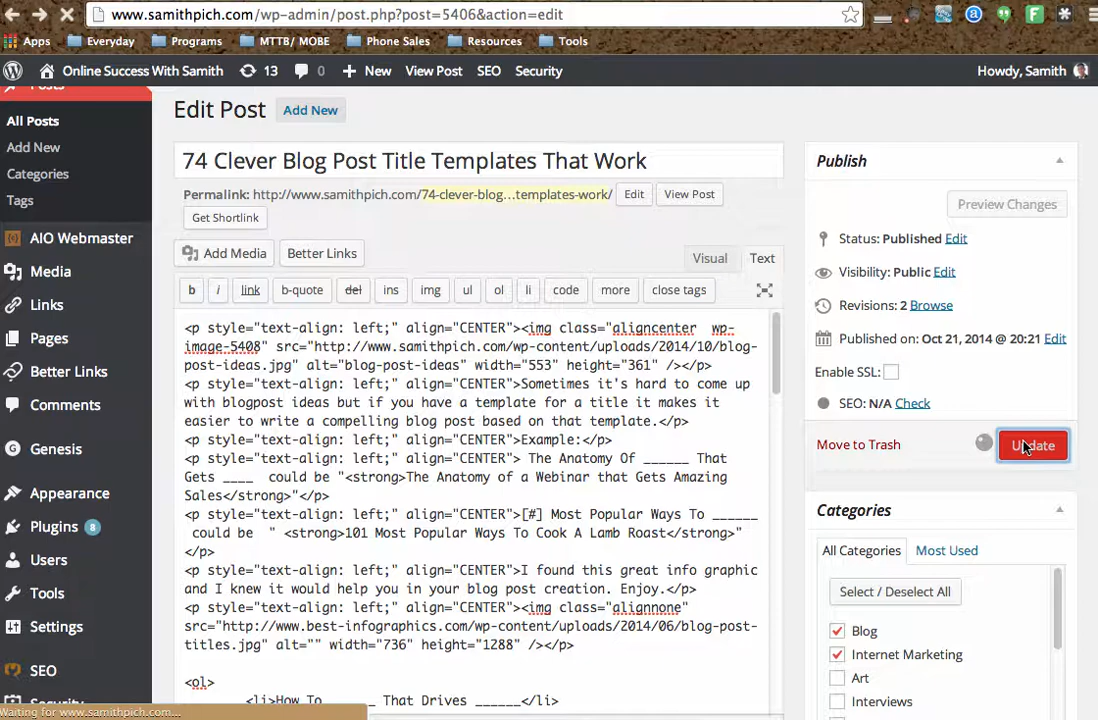 www.samithpich.com/wp-admin/post.php?post=5406&action=edit
Apps Everyday Programs MTTB/ MOBE Phone Sales Resources Tools
Online Success With Samith 13 0 New View Post SEO Security Howdy, Samith
Posts
All Posts
Add New
Categories
Tags
AIO Webmaster
Media
Links
Pages
Better Links
Comments
Genesis
Appearance
Plugins 8
Users
Tools
Settings
SEO
Security
Waiting for www.samithpich.com...
Edit Post Add New
74 Clever Blog Post Title Templates That Work
Permalink: http://www.samithpich.com/74-clever-blog...templates-work/ Edit View Post
Get Shortlink
Add Media Better Links Visual Text
b i link b-quote del ins img ul ol li code more close tags
<p style="text-align: left;" align="CENTER"><img class="aligncenter wp-
image-5408" src="http://www.samithpich.com/wp-content/uploads/2014/10/blog-
post-ideas.jpg" alt="blog-post-ideas" width="553" height="361" /></p>
<p style="text-align: left;" align="CENTER">Sometimes it's hard to come up
with blogpost ideas but if you have a template for a title it makes it
easier to write a compelling blog post based on that template.</p>
<p style="text-align: left;" align="CENTER">Example:</p>
<p style="text-align: left;" align="CENTER"> The Anatomy Of ______ That
Gets ____ could be "<strong>The Anatomy of a Webinar that Gets Amazing
Sales</strong>"</p>
<p style="text-align: left;" align="CENTER">[#] Most Popular Ways To ______
could be " <strong>101 Most Popular Ways To Cook A Lamb Roast</strong>"
</p>
<p style="text-align: left;" align="CENTER">I found this great info graphic
and I knew it would help you in your blog post creation. Enjoy.</p>
<p style="text-align: left;" align="CENTER"><img class="alignnone"
src="http://www.best-infographics.com/wp-content/uploads/2014/06/blog-post-
titles.jpg" alt="" width="736" height="1288" /></p>
<ol>
<li>How To ______ That Drives ______</li>
Publish
Preview Changes
Status: Published Edit
Visibility: Public Edit
Revisions: 2 Browse
Published on: Oct 21, 2014 @ 20:21 Edit
Enable SSL:
SEO: N/A Check
Move to Trash Update
Categories
All Categories Most Used
Select / Deselect All
Blog
Internet Marketing
Art
Interviews